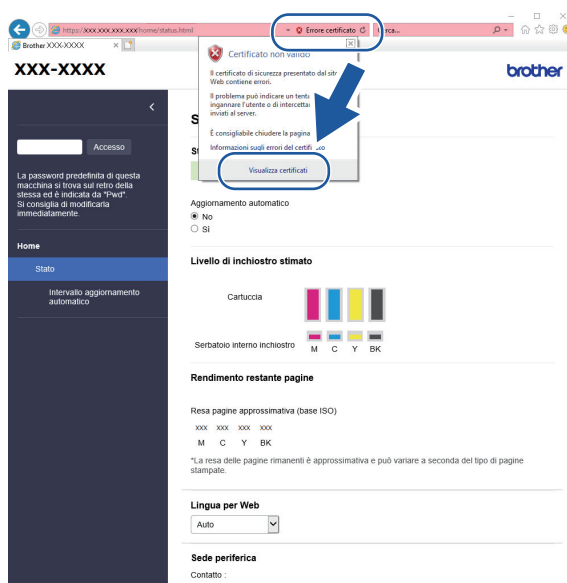 https://xxx.xxx.xxx.xxx/home/status.html
Errore certificato
Brother XXX-XXXX
Certificato non valido
XXX-XXXX
brother
Il certificato di sicurezza presentato dal
Web contiene errori.
Il problema può indicare un
ingannare l'utente o di
inviati al server.
È consigliabile chiudere la pagina
Informazioni sugli errori del
Visualizza certificati
Accesso
La password predefinita di questa
macchina si trova sul retro della
stessa ed è indicata da "Pwd".
Si consiglia di modificarla
immediatamente.
Home
Stato
Intervallo aggiornamento
automatico
Aggiornamento automatico
No
Sì
Livello di inchiostro stimato
Cartuccia
Serbatoio interno inchiostro
M C Y BK
Rendimento restante pagine
Resa pagine approssimativa (base ISO)
xxx xxx xxx xxx
M C Y BK
*La resa delle pagine rimanenti è approssimativa e può variare a seconda del tipo di pagine
stampate.
Lingua per Web
Auto
Sede periferica
Contatto :